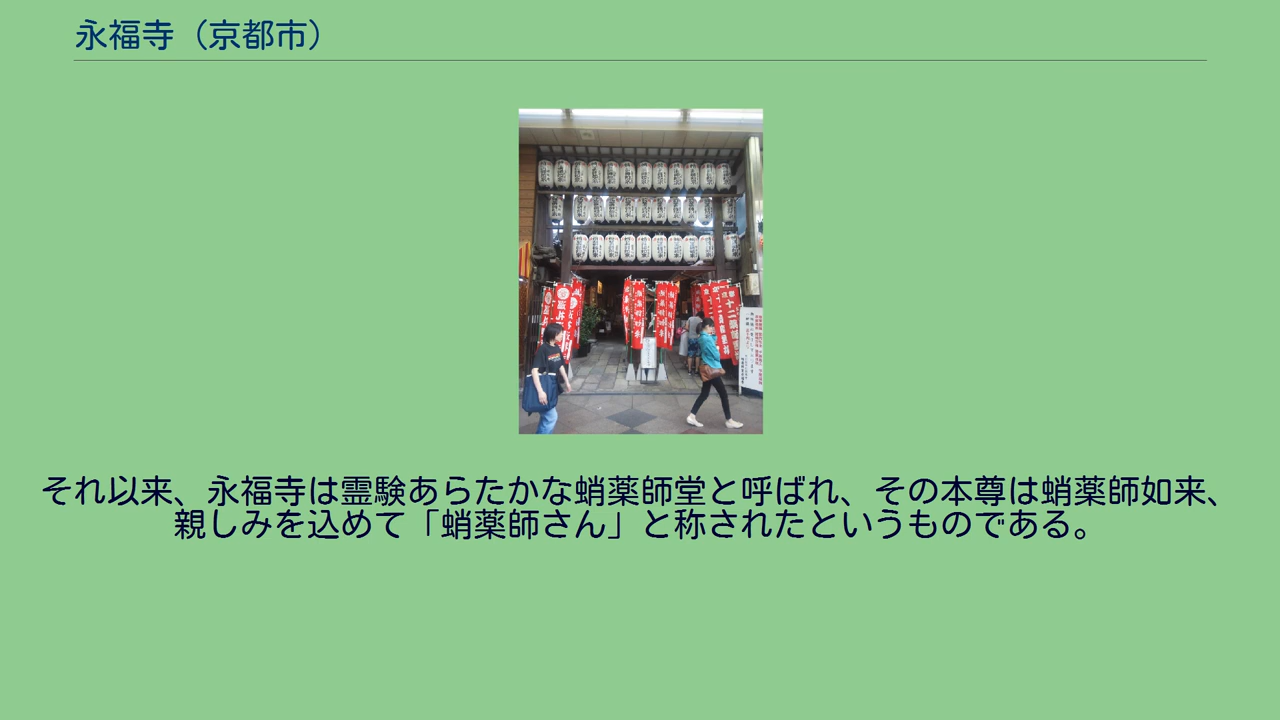 永福寺（京都市）
それ以来、永福寺は霊験あらたかな蛸薬師堂と呼ばれ、その本尊は蛸薬師如来、
親しみを込めて「蛸薬師さん」と称されたというものである。